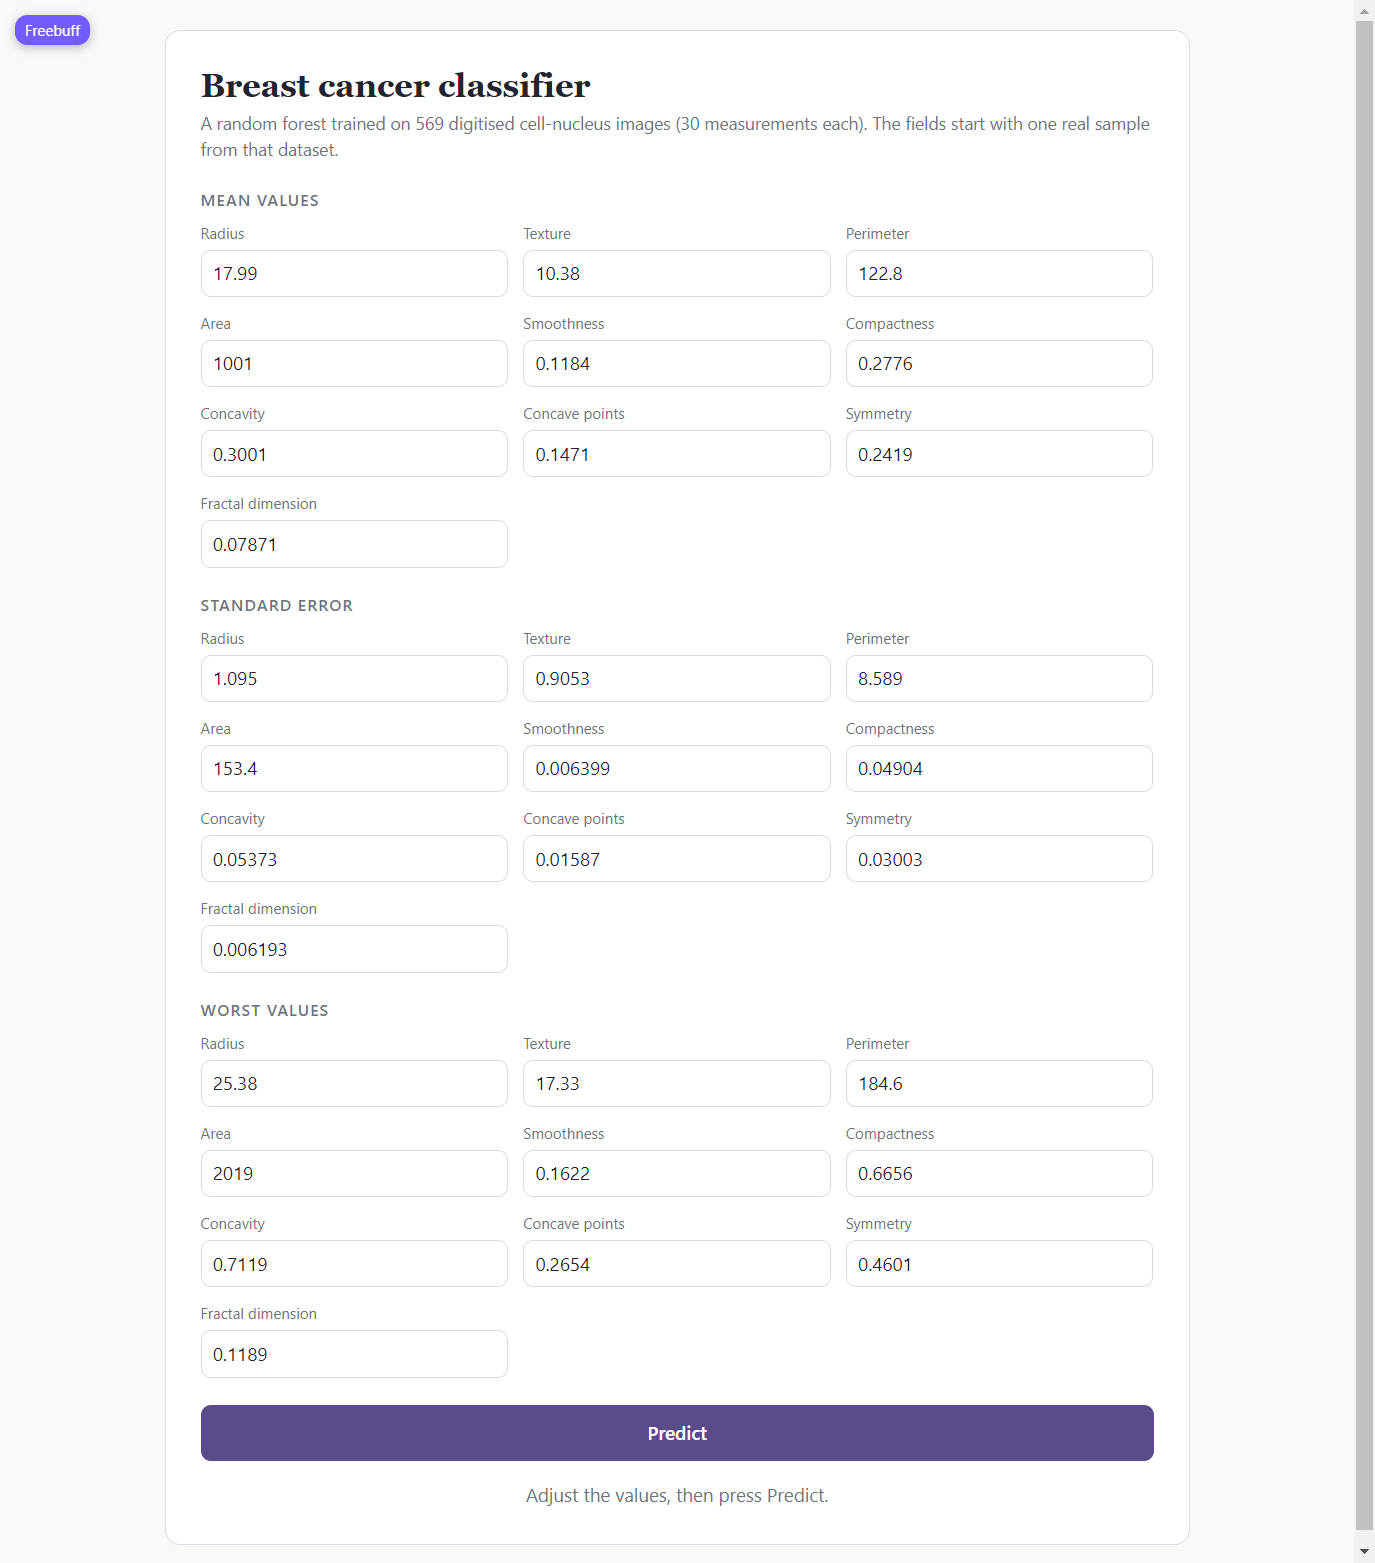 Freebuff
Breast cancer classifier
A random forest trained on 569 digitised cell-nucleus images (30 measurements each). The fields start with one real sample
from that dataset.
MEAN VALUES
Radius Texture Perimeter
17.99 10.38 122.8
Area Smoothness Compactness
1001 0.1184 0.2776
Concavity Concave points Symmetry
0.3001 0.1471 0.2419
Fractal dimension
0.07871
STANDARD ERROR
Radius Texture Perimeter
1.095 0.9053 8.589
Area Smoothness Compactness
153.4 0.006399 0.04904
Concavity Concave points Symmetry
0.05373 0.01587 0.03003
Fractal dimension
0.006193
WORST VALUES
Radius Texture Perimeter
25.38 17.33 184.6
Area Smoothness Compactness
2019 0.1622 0.6656
Concavity Concave points Symmetry
0.7119 0.2654 0.4601
Fractal dimension
0.1189
Predict
Adjust the values, then press Predict.